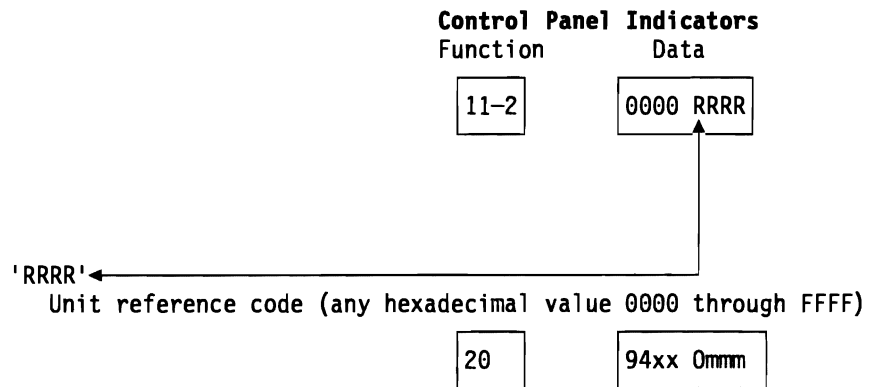 Control Panel Indicators
Function Data
11–2 0000 RRRR
'RRRR'
Unit reference code (any hexadecimal value 0000 through FFFF)
20 94xx 0mmm